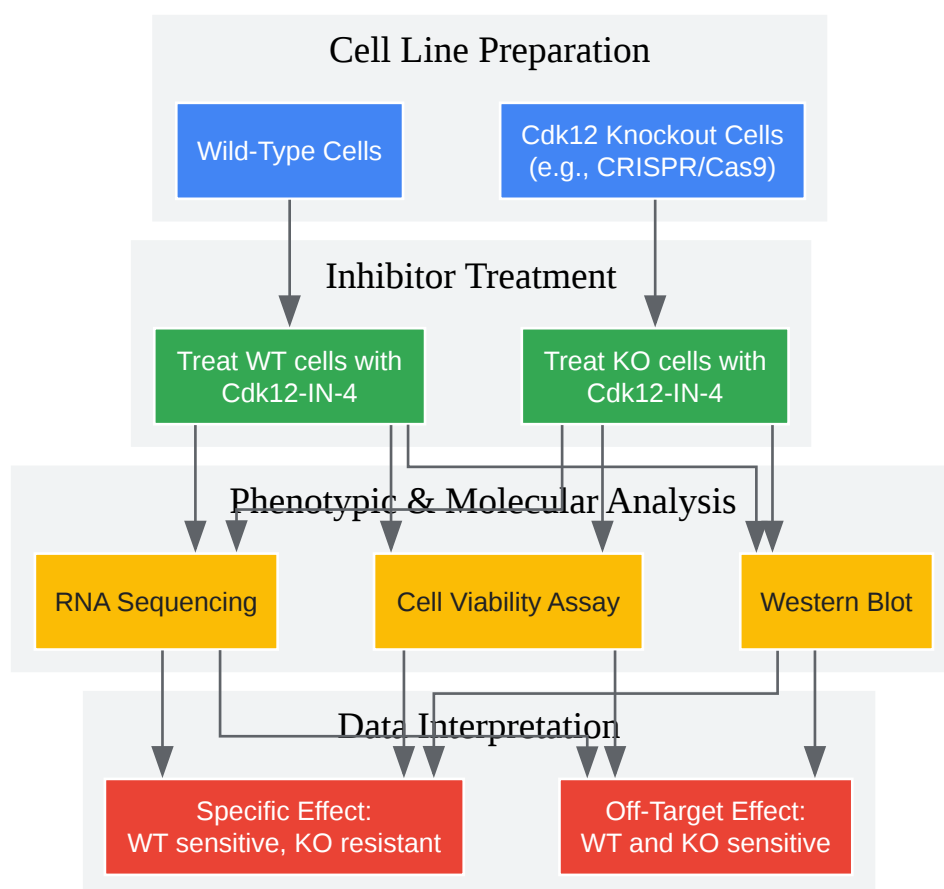 Cell Line Preparation
Wild-Type Cells
Cdk12 Knockout Cells
(e.g., CRISPR/Cas9)
Inhibitor Treatment
Treat WT cells with
Cdk12-IN-4
Treat KO cells with
Cdk12-IN-4
Phenotypic & Molecular Analysis
RNA Sequencing
Cell Viability Assay
Western Blot
Data Interpretation
Specific Effect:
WT sensitive, KO resistant
Off-Target Effect:
WT and KO sensitive